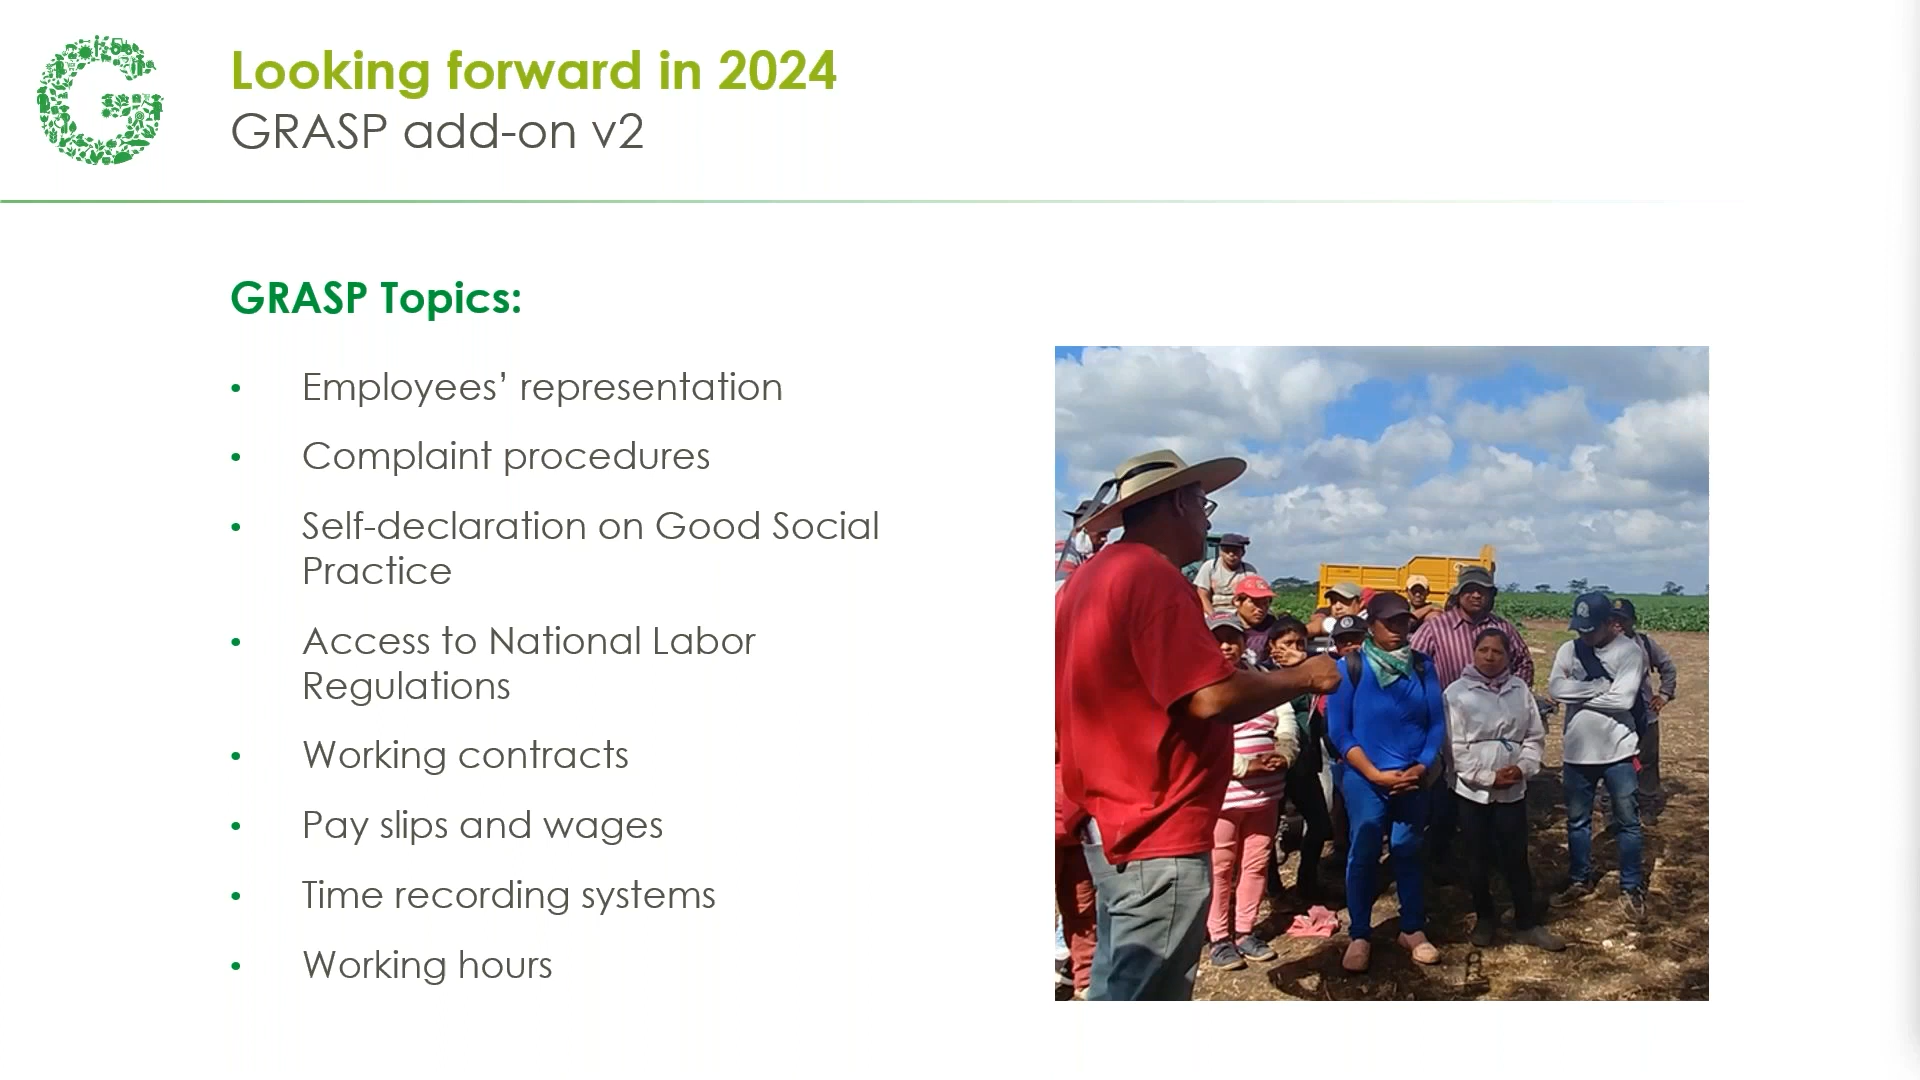 Looking forward in 2024
GRASP add-on v2
GRASP Topics:
• Employees’ representation
• Complaint procedures
• Self-declaration on Good Social
Practice
• Access to National Labor
Regulations
• Working contracts
• Pay slips and wages
• Time recording systems
• Working hours